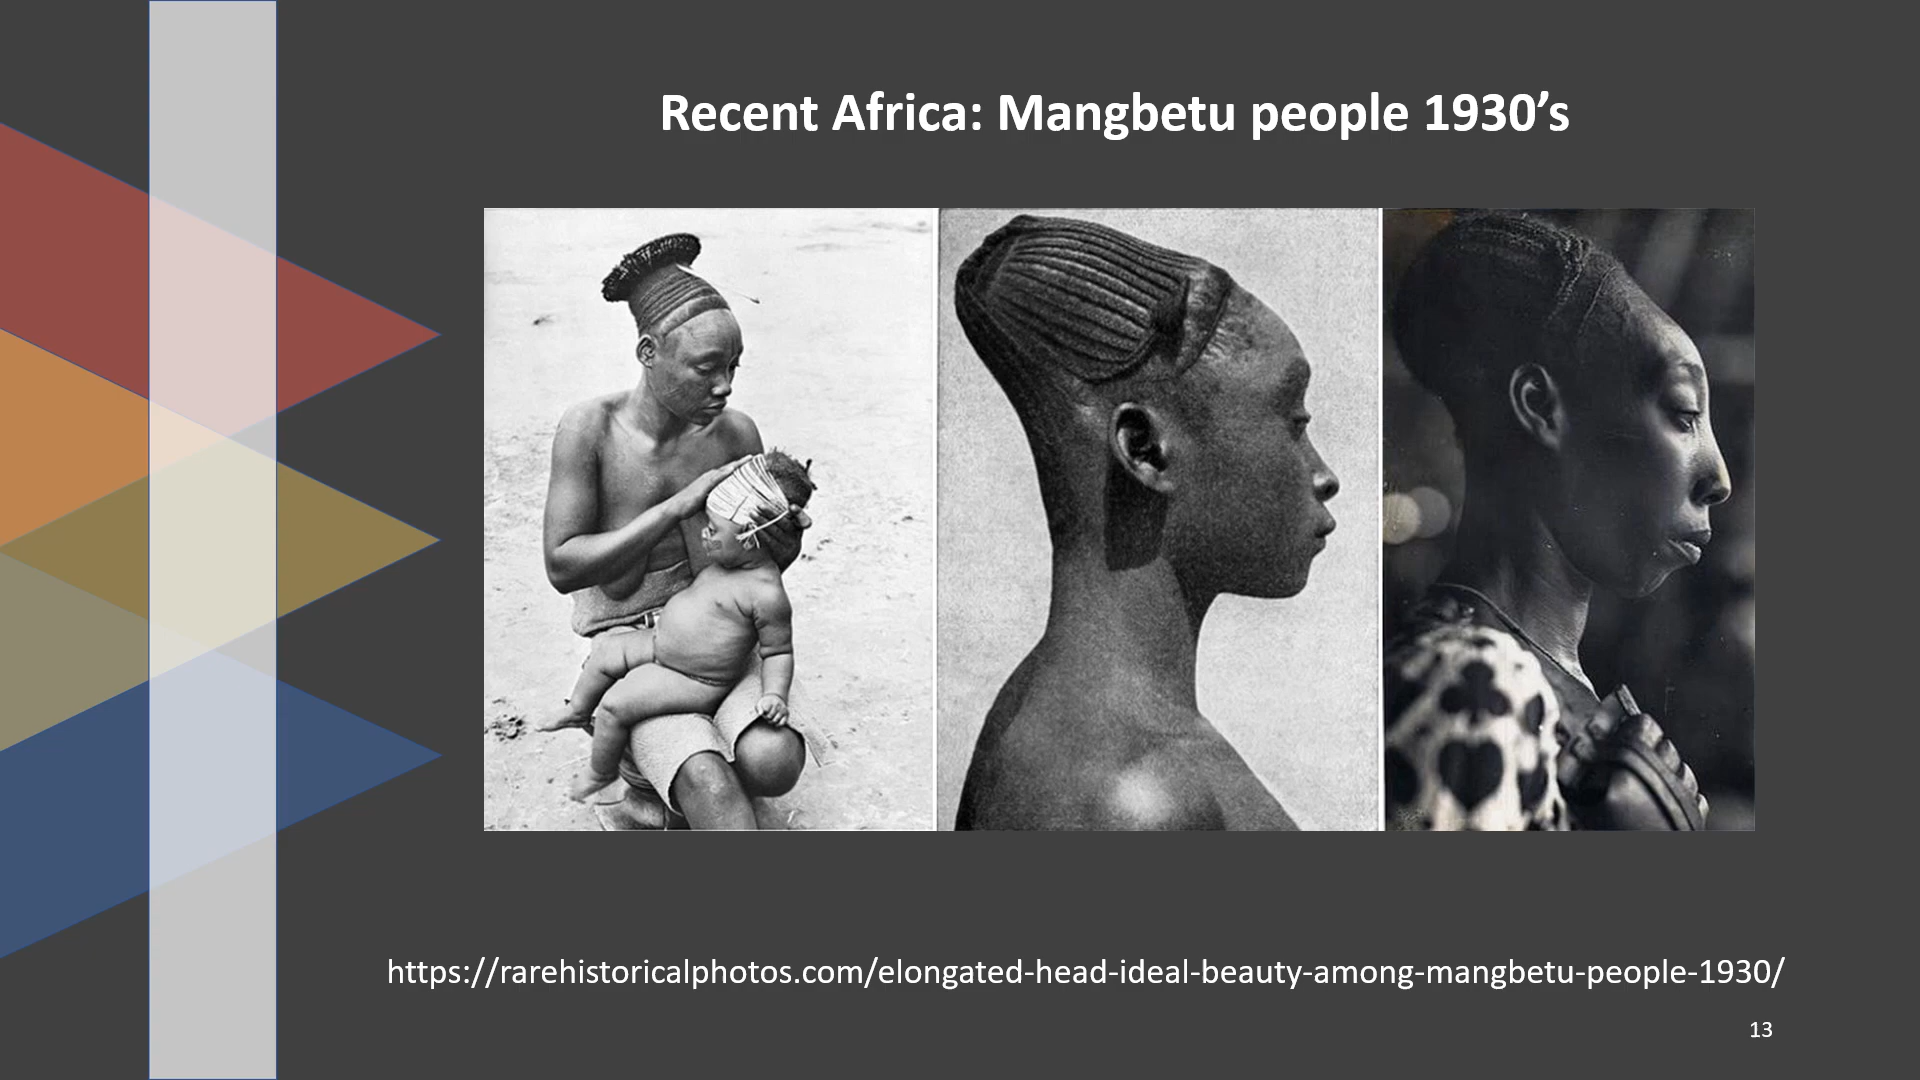 Recent Africa: Mangbetu people 1930’s
https://rarehistoricalphotos.com/elongated-head-ideal-beauty-among-mangbetu-people-1930/
13